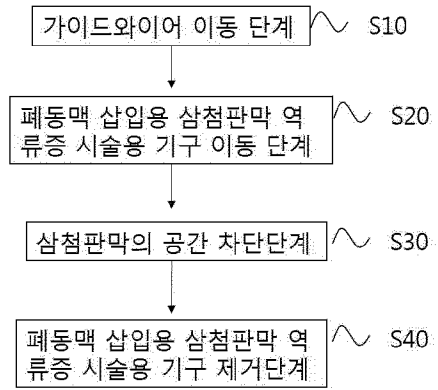 가이드와이어 이동 단계 S10
폐동맥 삽입용 삼첨판막 역 S20
류증 시술용 기구 이동 단계
삼첨판막의 공간 차단단계 S30
폐동맥 삽입용 삼첨판막 역 S40
류증 시술용 기구 제거단계